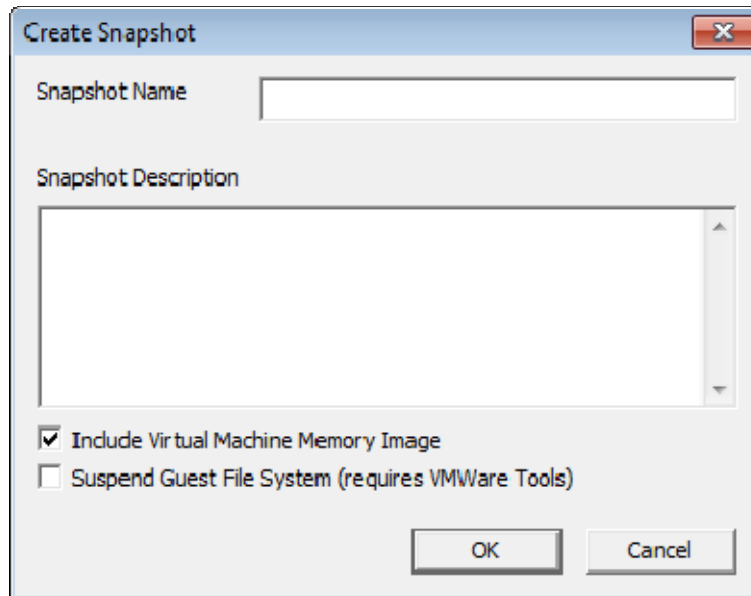 Create Snapshot
Snapshot Name
Snapshot Description
Include Virtual Machine Memory Image
Suspend Guest File System (requires VMWare Tools)
OK
Cancel